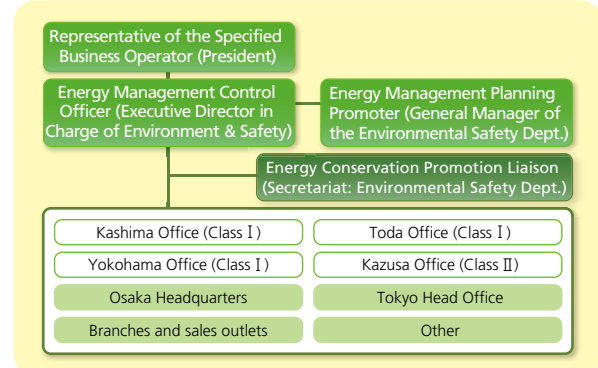 Representative of the Specified
Business Operator (President)
Energy Management Control
Officer (Executive Director in
Charge of Environment & Safety)
Energy Management Planning
Promoter (General Manager of
the Environmental Safety Dept.)
Energy Conservation Promotion Liaison
(Secretariat: Environmental Safety Dept.)
Kashima Office (Class Ⅰ)
Toda Office (Class Ⅰ)
Yokohama Office (Class Ⅰ)
Kazusa Office (Class Ⅱ)
Osaka Headquarters
Tokyo Head Office
Branches and sales outlets
Other